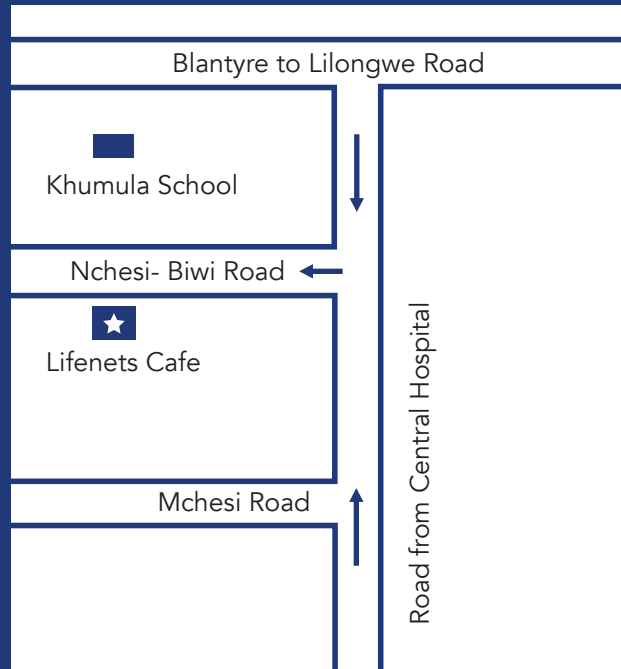 Blantyre to Lilongwe Road
Khumula School
Nchesi- Biwi Road
Lifenets Cafe
Mchesi Road
Road from Central Hospital